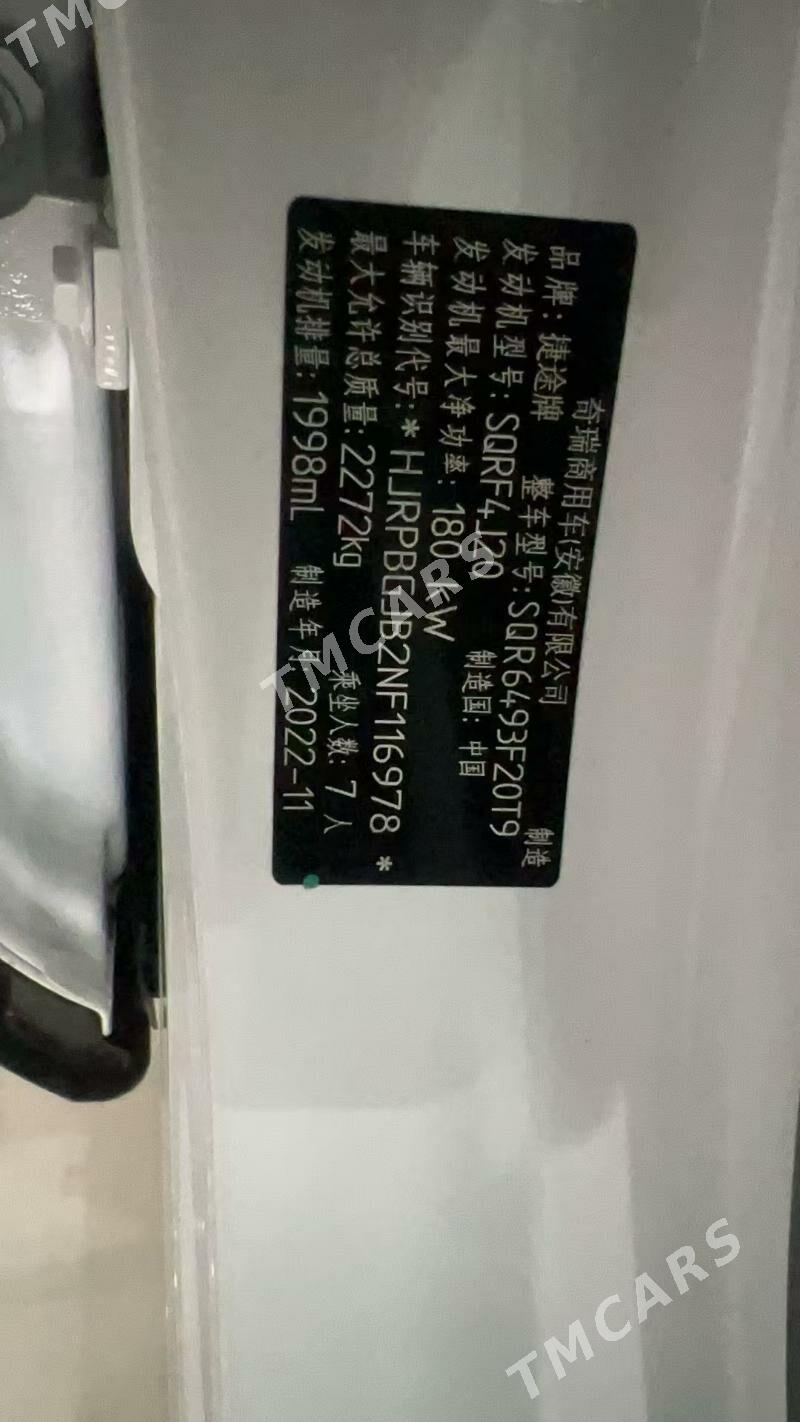 TMC
奇瑞商用车(安徽)有限公司 制造
品牌: 捷途牌 整车型号: SQR6493F20T9
发动机型号: SQRF4J20 制造国: 中国
发动机最大净功率: 180 kW
车辆识别代号: *HJRPBGJB2NF116978*
最大允许总质量: 2272kg 乘坐人数: 7人
发动机排量: 1998mL 制造年月: 2022-11
TMCARS
TMCARS